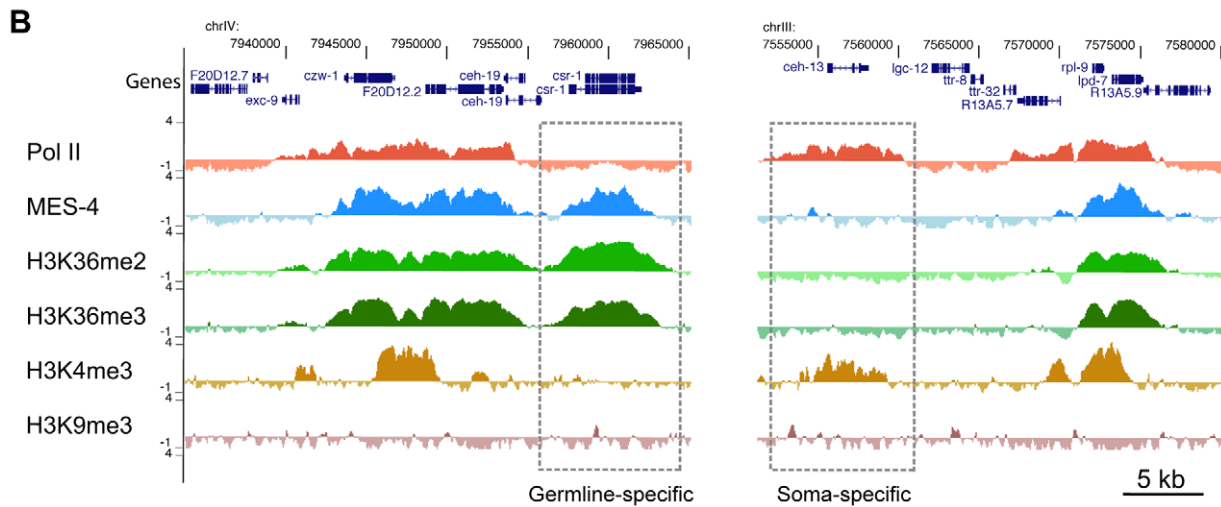 B
chrIV:
chrIII:
7940000 7945000 7950000 7955000 7960000 7965000
7555000 7560000 7565000 7570000 7575000 7580000
Genes
F20D12.7 czw-1 ceh-19 csr-1
exc-9 F20D12.2 ceh-19 csr-1
ceh-13 lgc-12 rpl-9
ttr-8 lpd-7
ttr-32 R13A5.9
R13A5.7
4
Pol II
-1
4
MES-4
-1
4
H3K36me2
-1
4
H3K36me3
-1
4
H3K4me3
-1
4
H3K9me3
-1
4
5 kb
Germline-specific Soma-specific